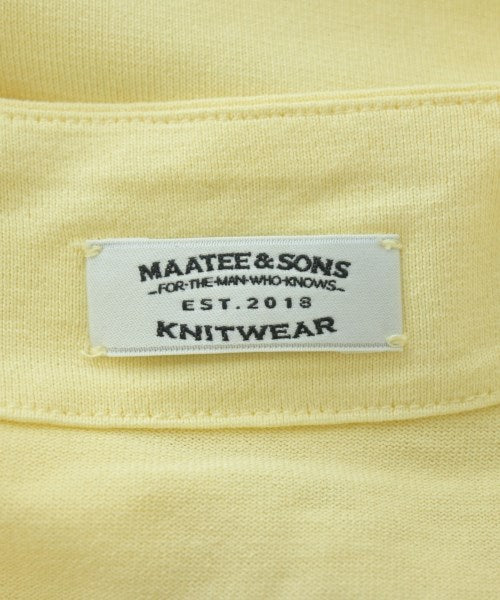 MAATEE & SONS
-FOR-THE-MAN-WHO-KNOWS-
EST.2018
KNITWEAR